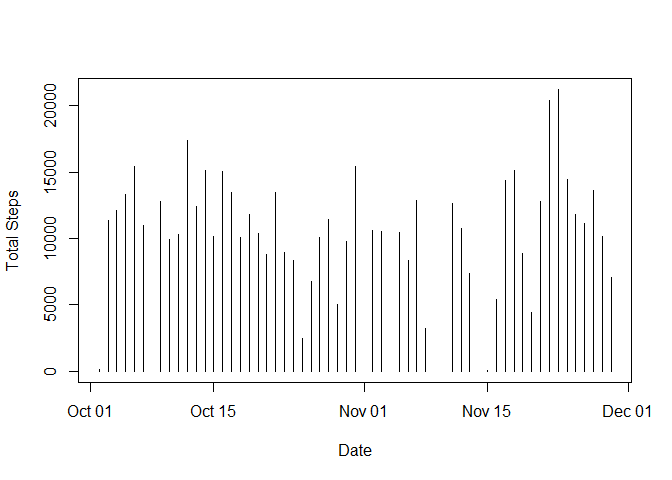 Total Steps
20000
15000
10000
5000
0
Oct 01
Oct 15
Nov 01
Nov 15
Dec 01
Date